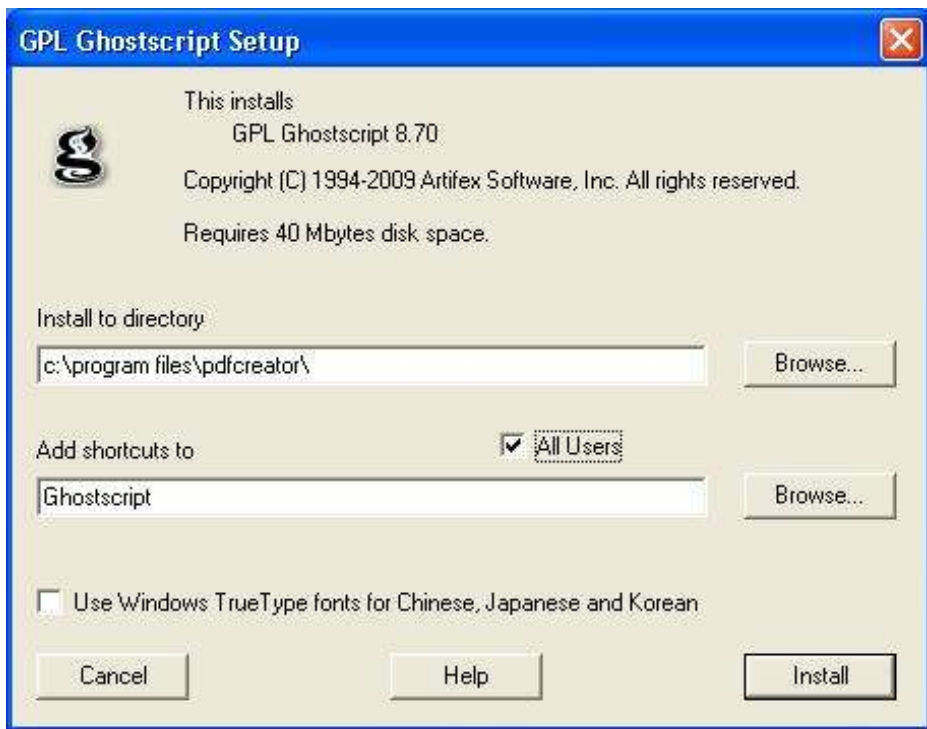 GPL Ghostscript Setup
This installs
GPL Ghostscript 8.70
Copyright (C) 1994-2009 Artifex Software, Inc. All rights reserved.
Requires 40 Mbytes disk space.
Install to directory
c:\program files\pdfcreator\
Browse...
Add shortcuts to
All Users
Ghostscript
Browse...
Use Windows TrueType fonts for Chinese, Japanese and Korean
Cancel
Help
Install